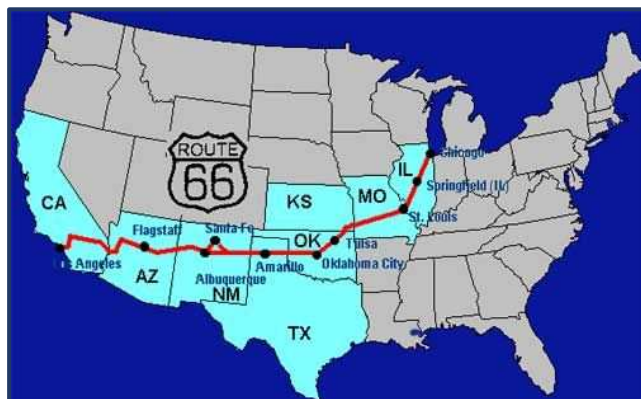 ROUTE
66
Chicago
IL
Springfield (IL)
MO
KS
St. Louis
CA
Flagstaff
Santa Fe
OK
Tulsa
Los Angeles
Amarillo
Oklahoma City
AZ
Albuquerque
NM
TX